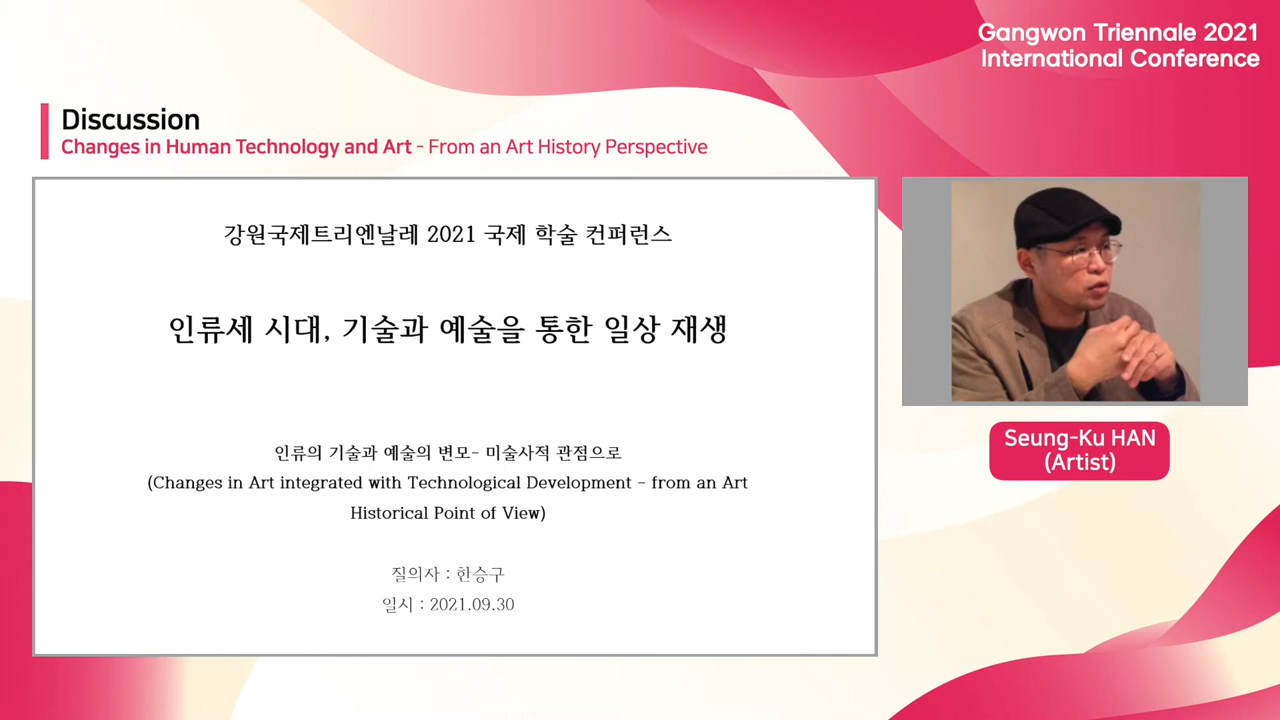 Gangwon Triennale 2021
International Conference
Discussion
Changes in Human Technology and Art - From an Art History Perspective
강원국제트리엔날레 2021 국제 학술 컨퍼런스
인류세 시대, 기술과 예술을 통한 일상 재생
인류의 기술과 예술의 변모- 미술사적 관점으로
(Changes in Art integrated with Technological Development - from an Art
Historical Point of View)
질의자 : 한승구
일시 : 2021.09.30
Seung-Ku HAN
(Artist)